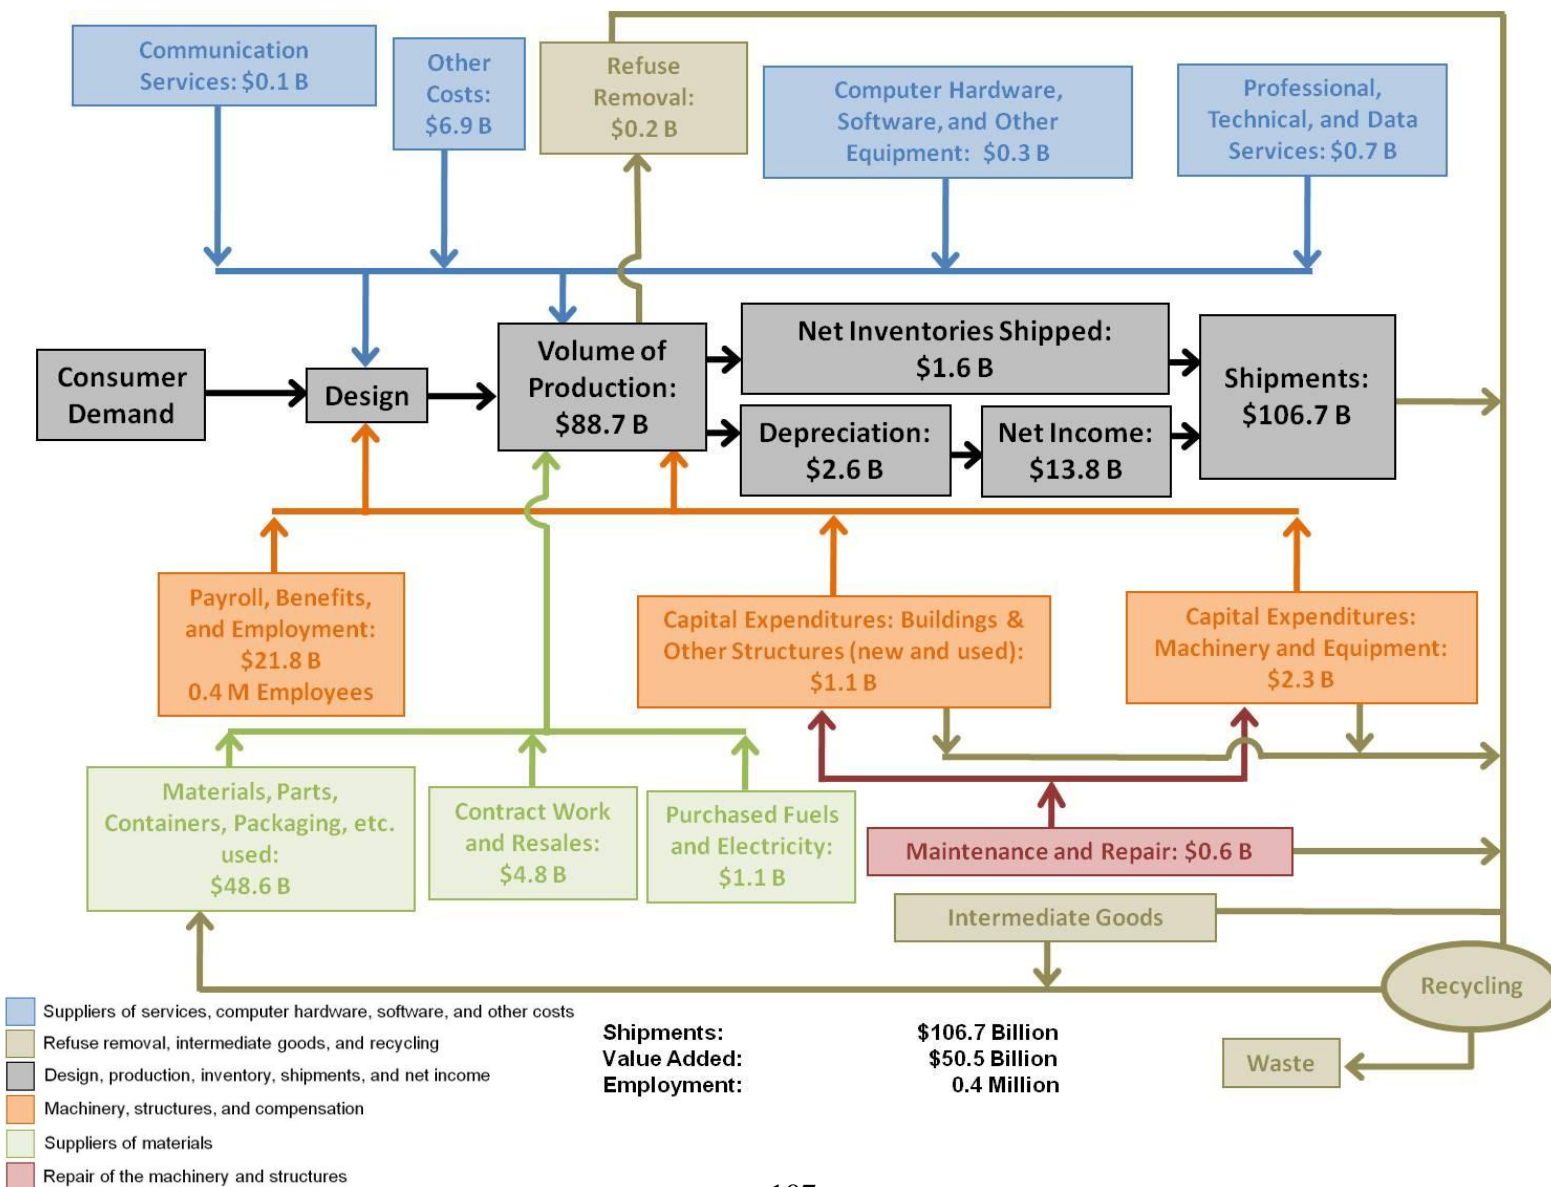 Communication
Services: $0.1 B
Other
Costs:
$6.9 B
Refuse
Removal:
$0.2 B
Computer Hardware,
Software, and Other
Equipment: $0.3 B
Professional,
Technical, and Data
Services: $0.7 B
Consumer
Demand
Design
Volume of
Production:
$88.7 B
Net Inventories Shipped:
$1.6 B
Depreciation:
$2.6 B
Net Income:
$13.8 B
Shipments:
$106.7 B
Payroll, Benefits,
and Employment:
$21.8 B
0.4 M Employees
Capital Expenditures: Buildings &
Other Structures (new and used):
$1.1 B
Capital Expenditures:
Machinery and Equipment:
$2.3 B
Materials, Parts,
Containers, Packaging, etc.
used:
$48.6 B
Contract Work
and Resales:
$4.8 B
Purchased Fuels
and Electricity:
$1.1 B
Maintenance and Repair: $0.6 B
Intermediate Goods
Recycling
Waste
Suppliers of services, computer hardware, software, and other costs
Refuse removal, intermediate goods, and recycling
Design, production, inventory, shipments, and net income
Machinery, structures, and compensation
Suppliers of materials
Repair of the machinery and structures
Shipments: $106.7 Billion
Value Added: $50.5 Billion
Employment: 0.4 Million